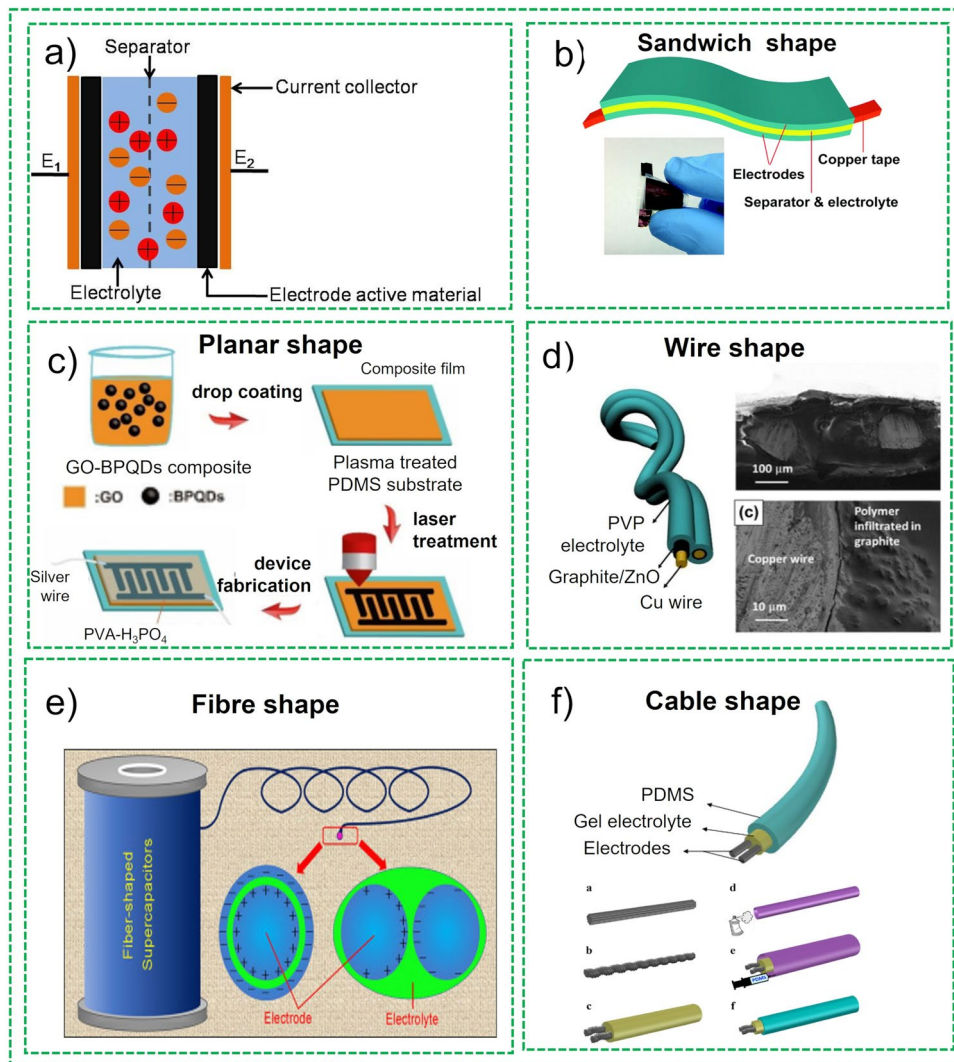 a)
Separator
Current collector
E₁
E₂
Electrolyte
Electrode active material
b)
Sandwich shape
Copper tape
Electrodes
Separator & electrolyte
c)
Planar shape
drop coating
Composite film
GO-BPQDs composite
:GO
:BPQDs
Plasma treated
PDMS substrate
laser
treatment
device
fabrication
Silver
wire
PVA-H₃PO₄
d)
Wire shape
PVP
electrolyte
Graphite/ZnO
Cu wire
100 μm
(c)
Polymer
infiltrated in
graphite
Copper wire
10 μm
e)
Fibre shape
Fiber-shaped
Supercapacitors
Electrode
Electrolyte
f)
Cable shape
PDMS
Gel electrolyte
Electrodes
a
d
b
e
PDMS
c
f